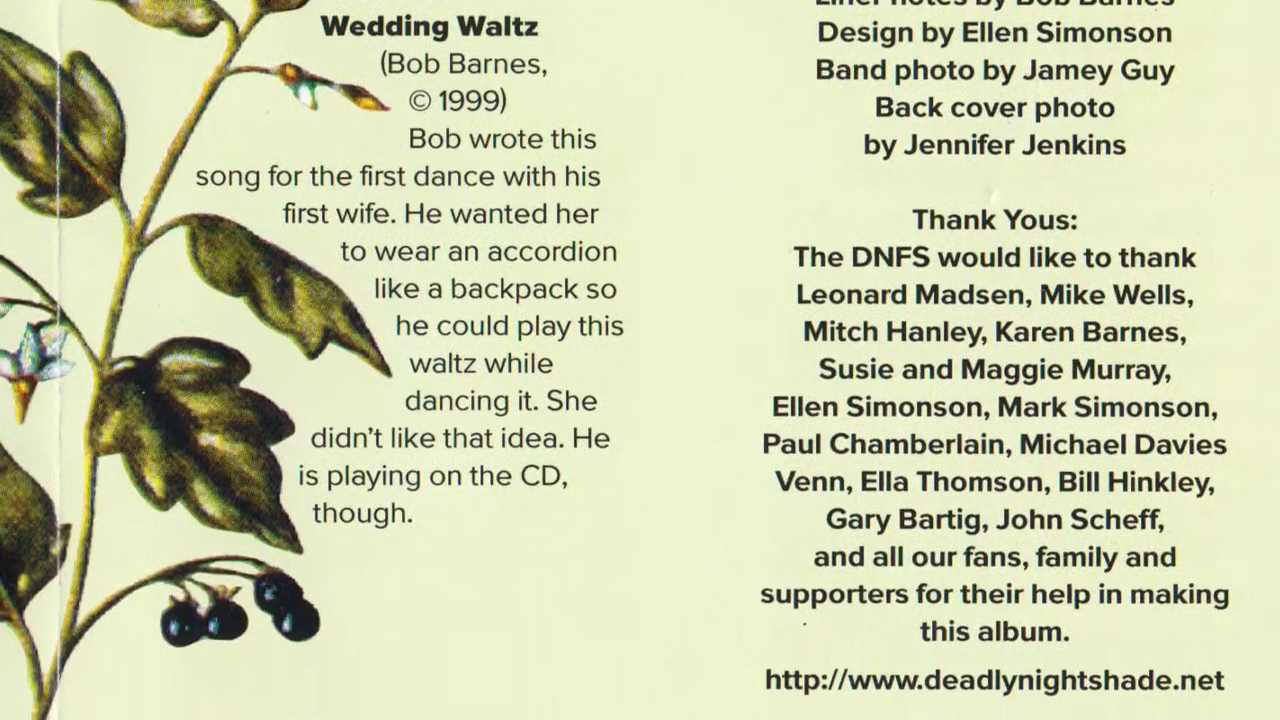 Wedding Waltz
(Bob Barnes,
© 1999)
Bob wrote this
song for the first dance with his
first wife. He wanted her
to wear an accordion
like a backpack so
he could play this
waltz while
dancing it. She
didn't like that idea. He
is playing on the CD,
though.
Liner notes by Bob Barnes
Design by Ellen Simonson
Band photo by Jamey Guy
Back cover photo
by Jennifer Jenkins
Thank Yous:
The DNFS would like to thank
Leonard Madsen, Mike Wells,
Mitch Hanley, Karen Barnes,
Susie and Maggie Murray,
Ellen Simonson, Mark Simonson,
Paul Chamberlain, Michael Davies
Venn, Ella Thomson, Bill Hinkley,
Gary Bartig, John Scheff,
and all our fans, family and
supporters for their help in making
this album.
http://www.deadlynightshade.net